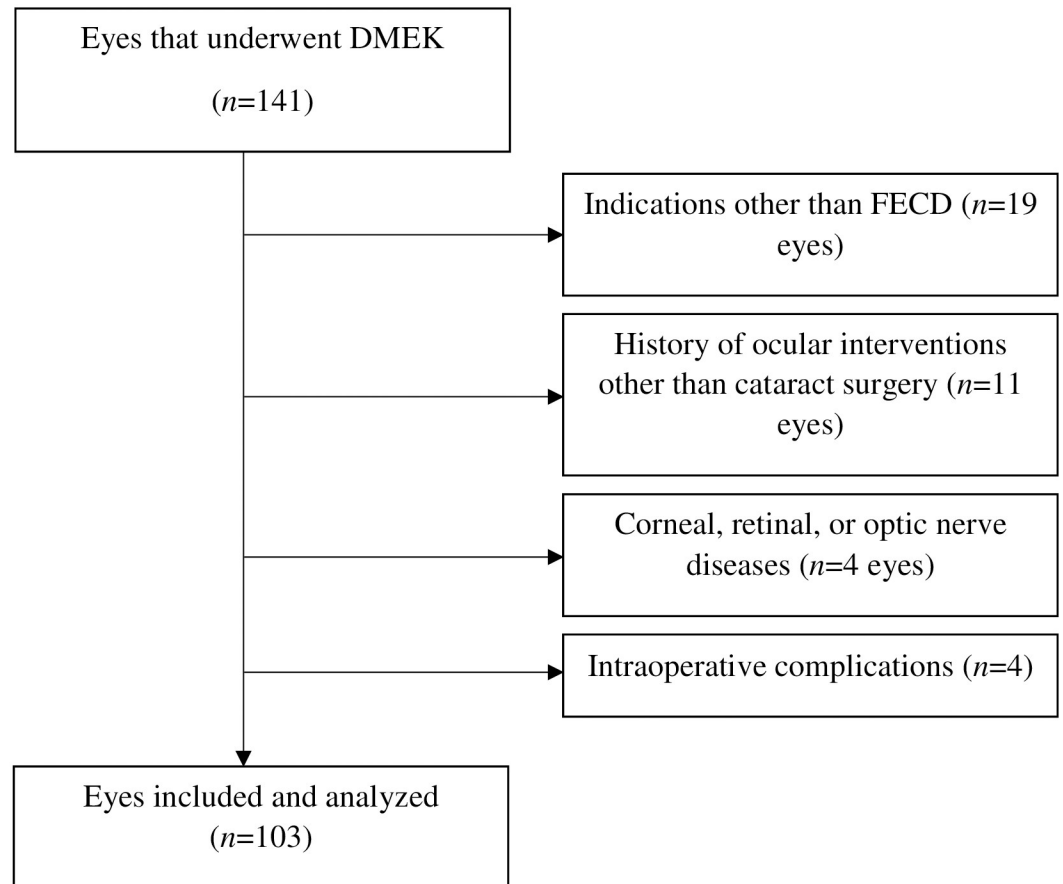 Eyes that underwent DMEK
(n=141)
Indications other than FECD (n=19
eyes)
History of ocular interventions
other than cataract surgery (n=11
eyes)
Corneal, retinal, or optic nerve
diseases (n=4 eyes)
Intraoperative complications (n=4)
Eyes included and analyzed
(n=103)